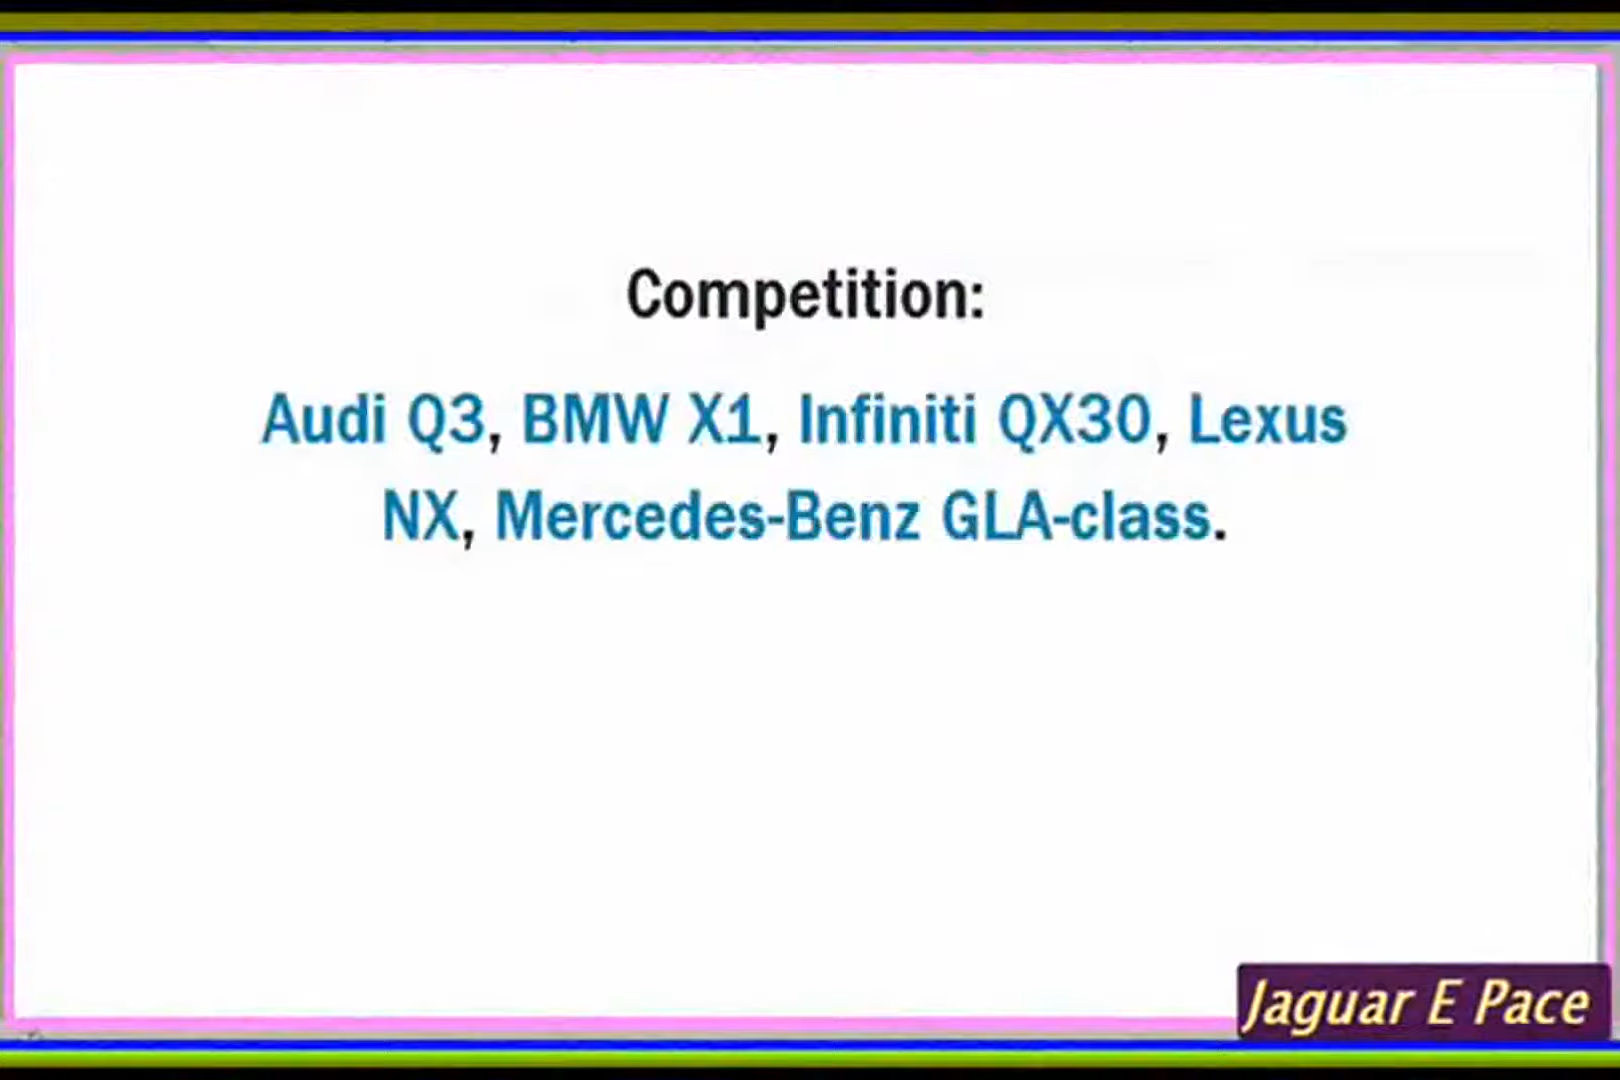 Competition:
Audi Q3, BMW X1, Infiniti QX30, Lexus
NX, Mercedes-Benz GLA-class.
Jaguar E Pace